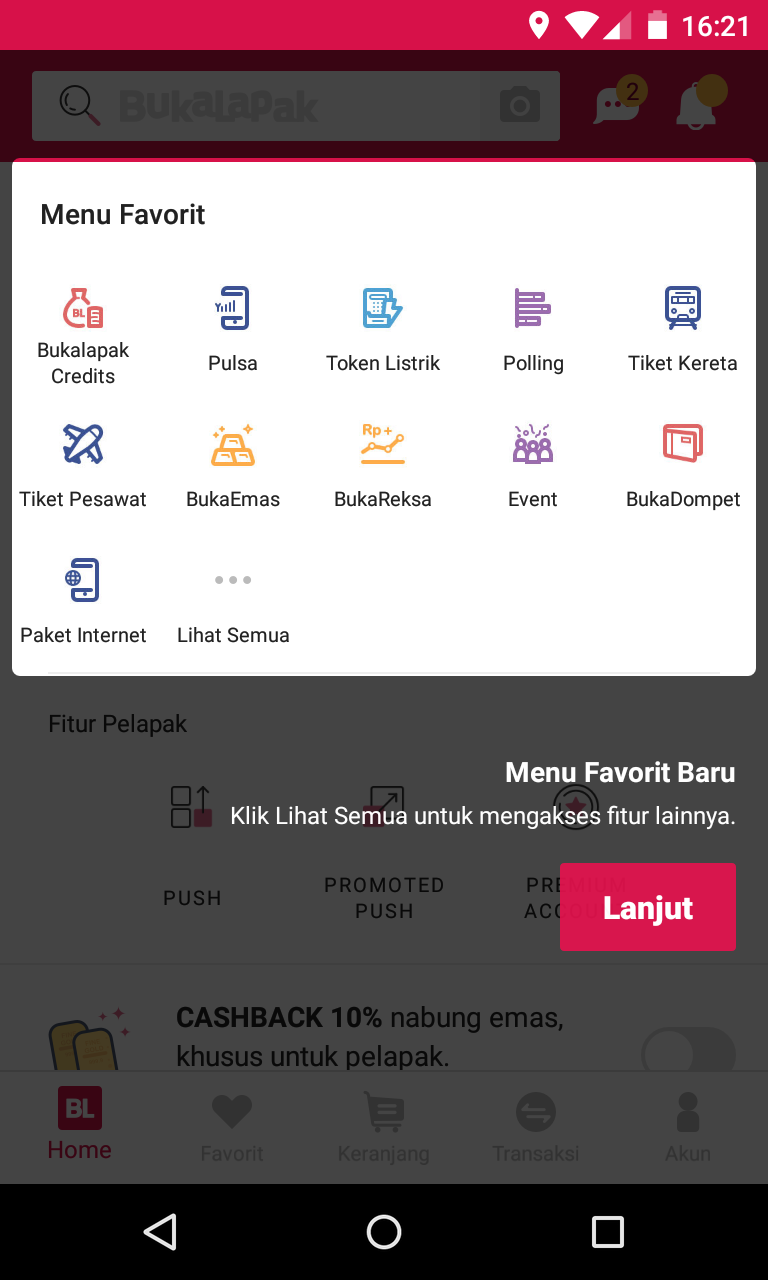 16:21
BukaLapak
2
Menu Favorit
BL
Bukalapak
Credits
Pulsa
Token Listrik
Polling
Tiket Kereta
Rp +
Tiket Pesawat
BukaEmas
BukaReksa
Event
BukaDompet
Paket Internet
Lihat Semua
Fitur Pelapak
Menu Favorit Baru
Klik Lihat Semua untuk mengakses fitur lainnya.
PUSH
PROMOTED
PUSH
PREMIUM
ACCOUNT
Lanjut
CASHBACK 10% nabung emas,
khusus untuk pelapak.
BL
Home
Favorit
Keranjang
Transaksi
Akun